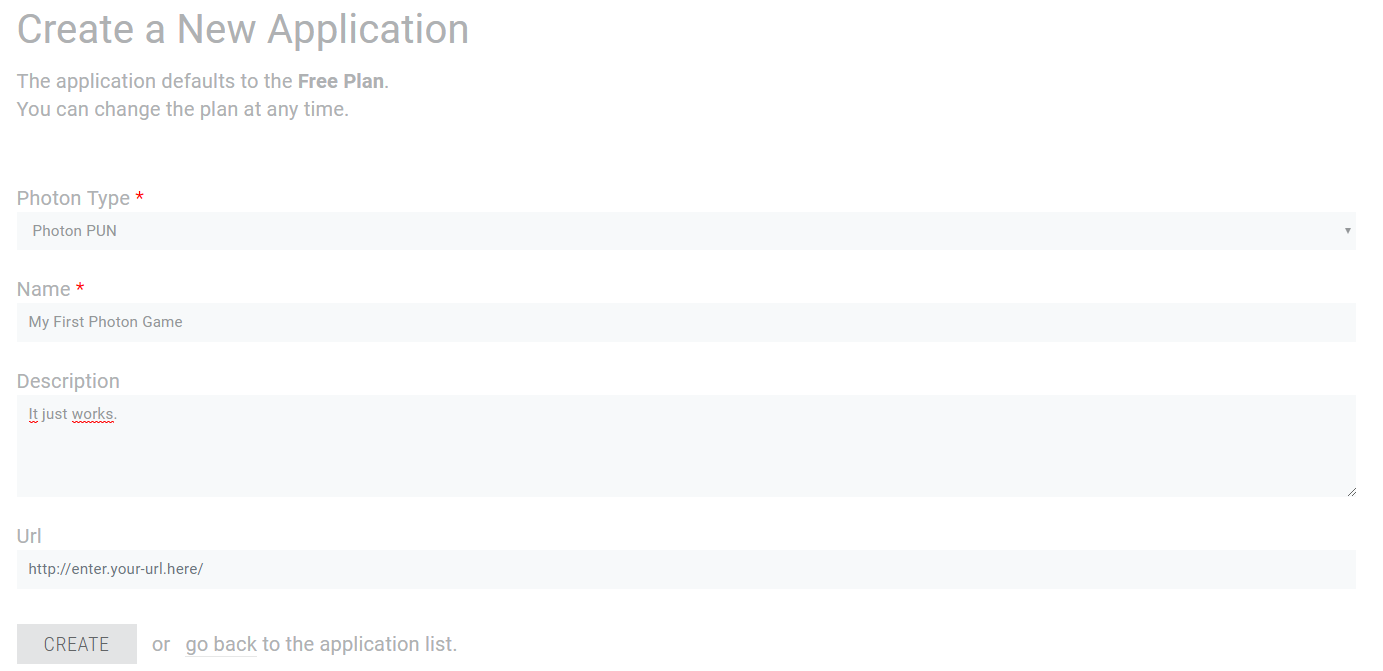 Create a New Application
The application defaults to the Free Plan.
You can change the plan at any time.
Photon Type *
Photon PUN
Name *
My First Photon Game
Description
It just works.
Url
http://enter.your-url.here/
CREATE or go back to the application list.